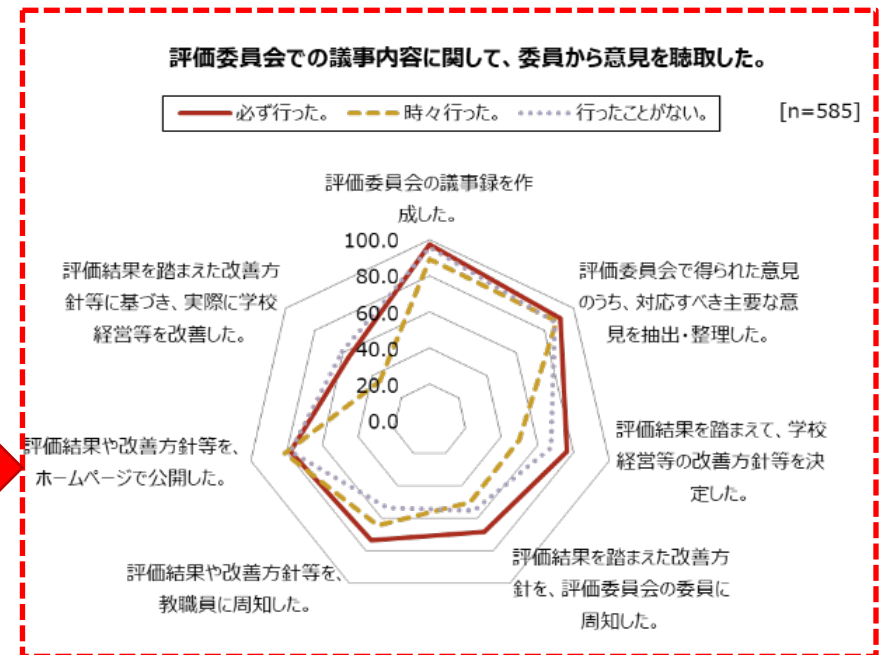 評価委員会での議事内容に関して、委員から意見を聴取した。
必ず行った。 時々行った。 行ったことがない。
[n=585]
評価委員会の議事録を作
成した。
評価委員会で得られた意見
のうち、対応すべき主要な意
見を抽出・整理した。
評価結果を踏まえて、学校
経営等の改善方針等を決
定した。
評価結果を踏まえた改善方
針を、評価委員会の委員に
周知した。
評価結果や改善方針等を、
教職員に周知した。
評価結果や改善方針等を、
ホームページで公開した。
評価結果を踏まえた改善方
針等に基づき、実際に学校
経営等を改善した。
100.0
80.0
60.0
40.0
20.0
0.0